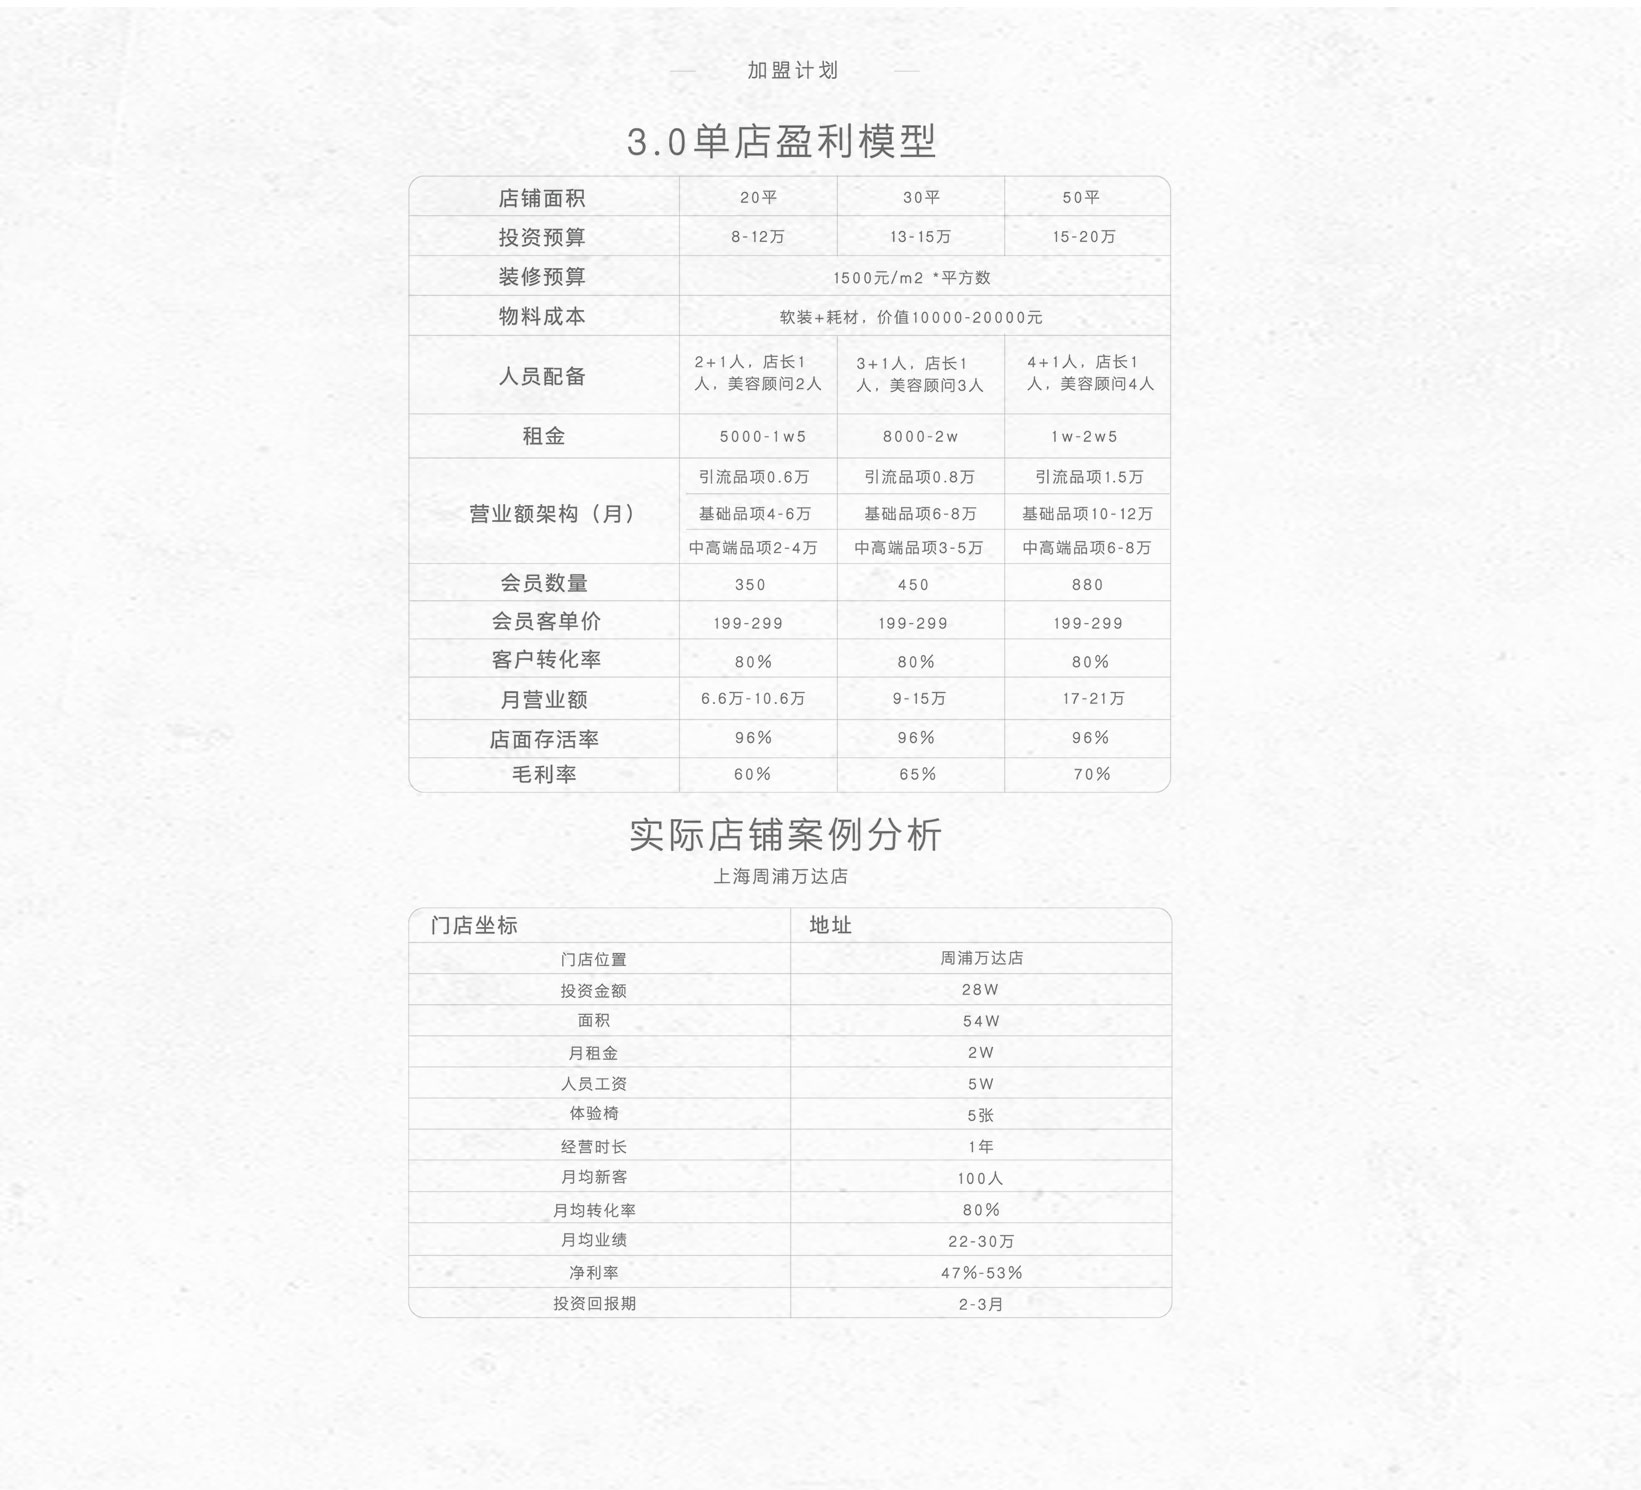 加盟计划
3.0单店盈利模型
店铺面积 20平 30平 50平
投资预算 8-12万 13-15万 15-20万
装修预算 1500元/m2 *平方数
物料成本 软装+耗材，价值10000-20000元
人员配备 2+1人，店长1人，美容顾问2人 3+1人，店长1人，美容顾问3人 4+1人，店长1人，美容顾问4人
租金 5000-1w5 8000-2w 1w-2w5
营业额架构（月）
引流品项0.6万 引流品项0.8万 引流品项1.5万
基础品项4-6万 基础品项6-8万 基础品项10-12万
中高端品项2-4万 中高端品项3-5万 中高端品项6-8万
会员数量 350 450 880
会员客单价 199-299 199-299 199-299
客户转化率 80% 80% 80%
月营业额 6.6万-10.6万 9-15万 17-21万
店面存活率 96% 96% 96%
毛利率 60% 65% 70%
实际店铺案例分析
上海周浦万达店
门店坐标 地址
门店位置 周浦万达店
投资金额 28W
面积 54W
月租金 2W
人员工资 5W
体验椅 5张
经营时长 1年
月均新客 100人
月均转化率 80%
月均业绩 22-30万
净利率 47%-53%
投资回报期 2-3月